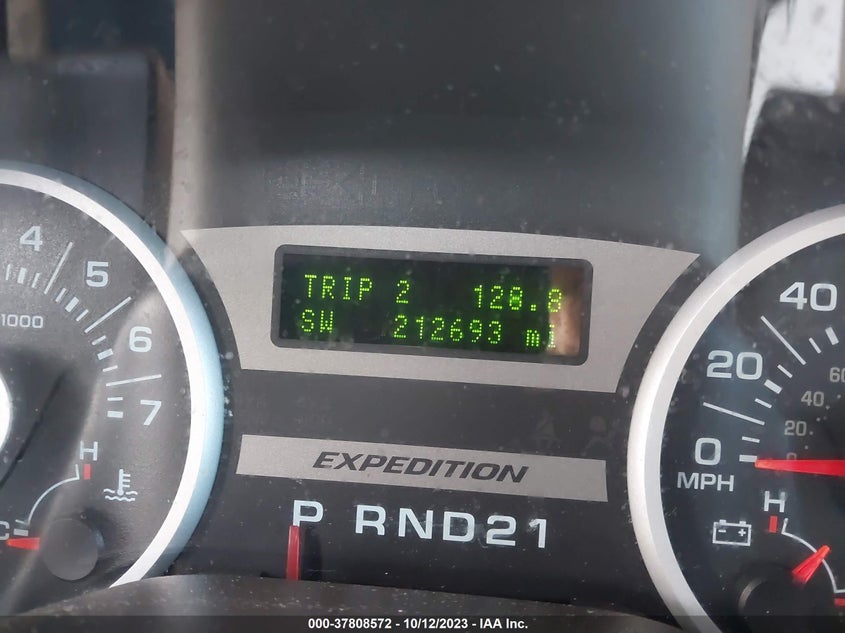 TRIP 2 128.8
SW 212693 mi
4
5
6
7
1000
H
C
EXPEDITION
P RND21
40
20
0
MPH
60
40
20
0
H
000-37808572 - 10/12/2023 - IAA Inc.